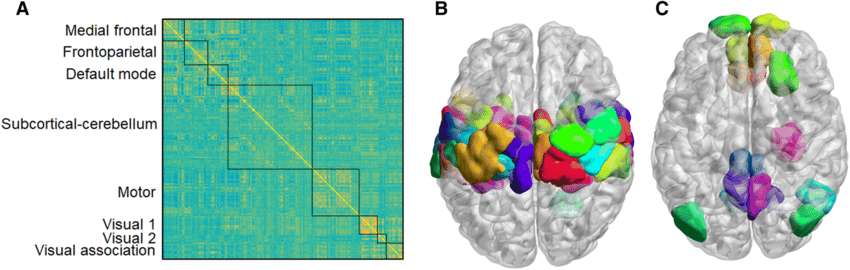 A
B
C
Medial frontal
Frontoparietal
Default mode
Subcortical-cerebellum
Motor
Visual 1
Visual 2
Visual association